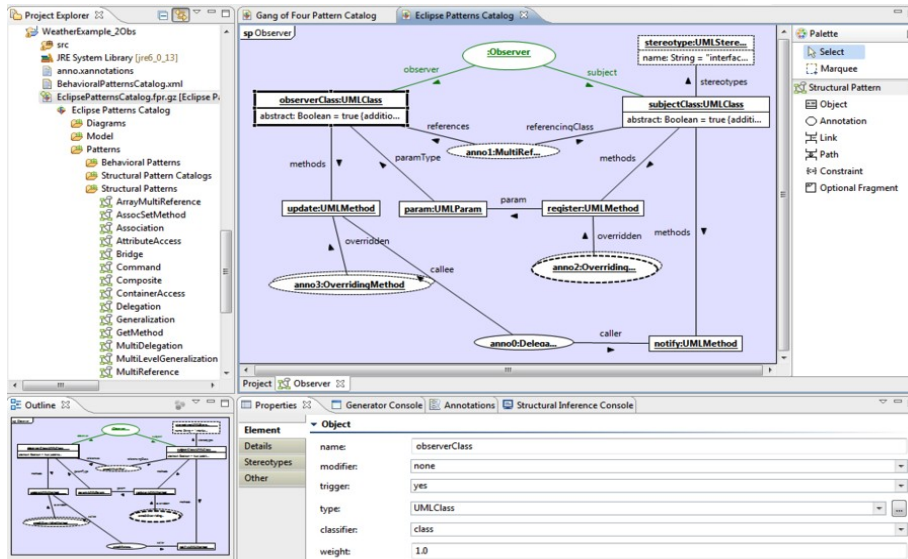 Project Explorer
WeatherExample_2Obs
src
JRE System Library [jre6_0_13]
anno.xannotations
BehavioralPatternsCatalog.xml
EclipsePatternsCatalog.fpr.gz [Eclipse P
Eclipse Patterns Catalog
Diagrams
Model
Patterns
Behavioral Patterns
Structural Pattern Catalogs
Structural Patterns
ArrayMultiReference
AssocSetMethod
Association
AttributeAccess
Bridge
Command
Composite
ContainerAccess
Delegation
Generalization
GetMethod
MultiDelegation
MultiLevelGeneralization
MultiReference
Gang of Four Pattern Catalog
Eclipse Patterns Catalog
sp Observer
:Observer
stereotype:UMLStere...
name: String = "interfac...
observer
subject
stereotypes
observerClass:UMLClass
abstract: Boolean = true {additio...
subjectClass:UMLClass
abstract: Boolean = true {additi...
references
referencingClass
anno1:MultiRef...
methods
paramType
methods
update:UMLMethod
param:UMLParam
param
register:UMLMethod
overridden
overridden
methods
anno3:OverridingMethod
callee
anno2:Overriding...
anno0:Delega...
caller
notify:UMLMethod
Project
Observer
Palette
Select
Marquee
Structural Pattern
Object
Annotation
Link
Path
Constraint
Optional Fragment
Outline
Properties
Generator Console
Annotations
Structural Inference Console
Element
Details
Stereotypes
Other
Object
name:
observerClass
modifier:
none
trigger:
yes
type:
UMLClass
...
classifier:
class
weight:
1.0